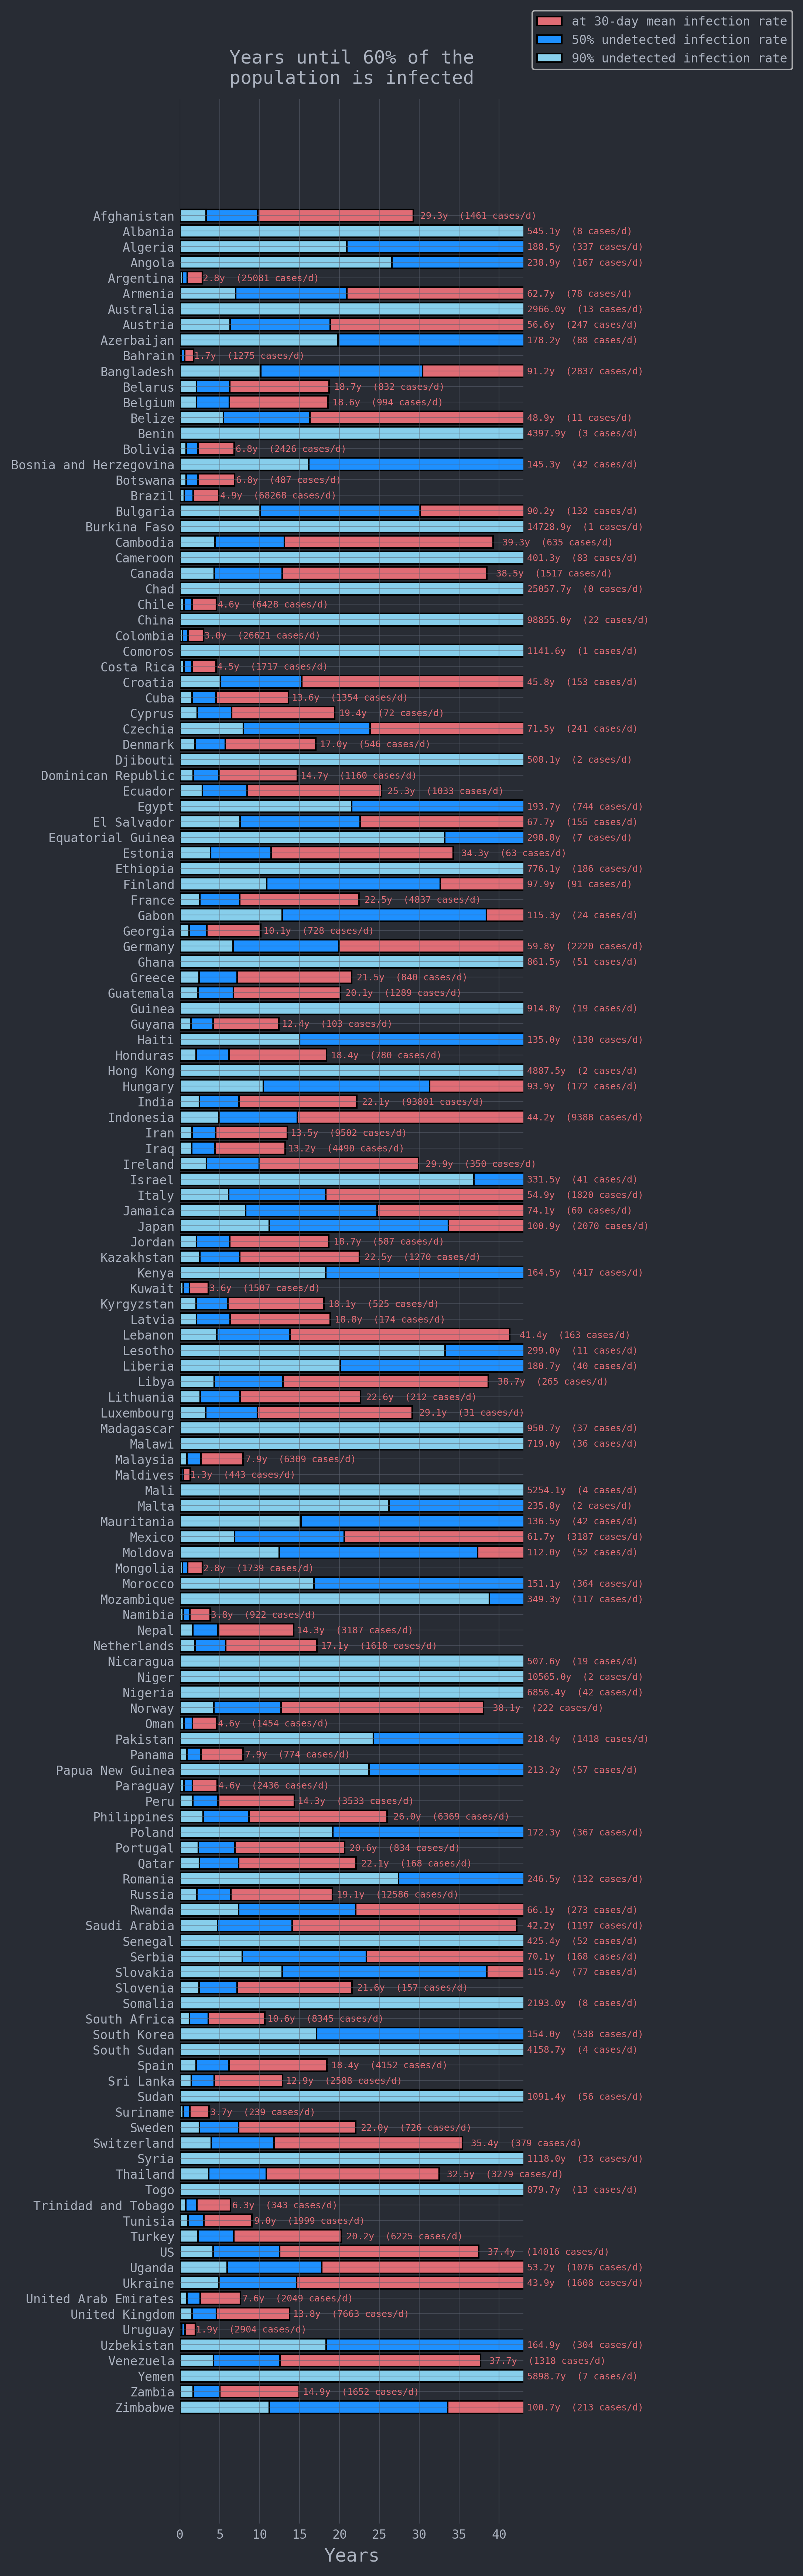 at 30-day mean infection rate
50% undetected infection rate
90% undetected infection rate
Years until 60% of the
population is infected
Afghanistan 29.3y (1461 cases/d)
Albania 545.1y (8 cases/d)
Algeria 188.5y (337 cases/d)
Angola 238.9y (167 cases/d)
Argentina 2.8y (25081 cases/d)
Armenia 62.7y (78 cases/d)
Australia 2966.0y (13 cases/d)
Austria 56.6y (247 cases/d)
Azerbaijan 178.2y (88 cases/d)
Bahrain 1.7y (1275 cases/d)
Bangladesh 91.2y (2837 cases/d)
Belarus 18.7y (832 cases/d)
Belgium 18.6y (994 cases/d)
Belize 48.9y (11 cases/d)
Benin 4397.9y (3 cases/d)
Bolivia 6.8y (2426 cases/d)
Bosnia and Herzegovina 145.3y (42 cases/d)
Botswana 6.8y (487 cases/d)
Brazil 4.9y (68268 cases/d)
Bulgaria 90.2y (132 cases/d)
Burkina Faso 14728.9y (1 cases/d)
Cambodia 39.3y (635 cases/d)
Cameroon 401.3y (83 cases/d)
Canada 38.5y (1517 cases/d)
Chad 25057.7y (0 cases/d)
Chile 4.6y (6428 cases/d)
China 98855.0y (22 cases/d)
Colombia 3.0y (26621 cases/d)
Comoros 1141.6y (1 cases/d)
Costa Rica 4.5y (1717 cases/d)
Croatia 45.8y (153 cases/d)
Cuba 13.6y (1354 cases/d)
Cyprus 19.4y (72 cases/d)
Czechia 71.5y (241 cases/d)
Denmark 17.0y (546 cases/d)
Djibouti 508.1y (2 cases/d)
Dominican Republic 14.7y (1160 cases/d)
Ecuador 25.3y (1033 cases/d)
Egypt 193.7y (744 cases/d)
El Salvador 67.7y (155 cases/d)
Equatorial Guinea 298.8y (7 cases/d)
Estonia 34.3y (63 cases/d)
Ethiopia 776.1y (186 cases/d)
Finland 97.9y (91 cases/d)
France 22.5y (4837 cases/d)
Gabon 115.3y (24 cases/d)
Georgia 10.1y (728 cases/d)
Germany 59.8y (2220 cases/d)
Ghana 861.5y (51 cases/d)
Greece 21.5y (840 cases/d)
Guatemala 20.1y (1289 cases/d)
Guinea 914.8y (19 cases/d)
Guyana 12.4y (103 cases/d)
Haiti 135.0y (130 cases/d)
Honduras 18.4y (780 cases/d)
Hong Kong 4887.5y (2 cases/d)
Hungary 93.9y (172 cases/d)
India 22.1y (93801 cases/d)
Indonesia 44.2y (9388 cases/d)
Iran 13.5y (9502 cases/d)
Iraq 13.2y (4490 cases/d)
Ireland 29.9y (350 cases/d)
Israel 331.5y (41 cases/d)
Italy 54.9y (1820 cases/d)
Jamaica 74.1y (60 cases/d)
Japan 100.9y (2070 cases/d)
Jordan 18.7y (587 cases/d)
Kazakhstan 22.5y (1270 cases/d)
Kenya 164.5y (417 cases/d)
Kuwait 3.6y (1507 cases/d)
Kyrgyzstan 18.1y (525 cases/d)
Latvia 18.8y (174 cases/d)
Lebanon 41.4y (163 cases/d)
Lesotho 299.0y (11 cases/d)
Liberia 180.7y (40 cases/d)
Libya 38.7y (265 cases/d)
Lithuania 22.6y (212 cases/d)
Luxembourg 29.1y (31 cases/d)
Madagascar 950.7y (37 cases/d)
Malawi 719.0y (36 cases/d)
Malaysia 7.9y (6309 cases/d)
Maldives 1.3y (443 cases/d)
Mali 5254.1y (4 cases/d)
Malta 235.8y (2 cases/d)
Mauritania 136.5y (42 cases/d)
Mexico 61.7y (3187 cases/d)
Moldova 112.0y (52 cases/d)
Mongolia 2.8y (1739 cases/d)
Morocco 151.1y (364 cases/d)
Mozambique 349.3y (117 cases/d)
Namibia 3.8y (922 cases/d)
Nepal 14.3y (3187 cases/d)
Netherlands 17.1y (1618 cases/d)
Nicaragua 507.6y (19 cases/d)
Niger 10565.0y (2 cases/d)
Nigeria 6856.4y (42 cases/d)
Norway 38.1y (222 cases/d)
Oman 4.6y (1454 cases/d)
Pakistan 218.4y (1418 cases/d)
Panama 7.9y (774 cases/d)
Papua New Guinea 213.2y (57 cases/d)
Paraguay 4.6y (2436 cases/d)
Peru 14.3y (3533 cases/d)
Philippines 26.0y (6369 cases/d)
Poland 172.3y (367 cases/d)
Portugal 20.6y (834 cases/d)
Qatar 22.1y (168 cases/d)
Romania 246.5y (132 cases/d)
Russia 19.1y (12586 cases/d)
Rwanda 66.1y (273 cases/d)
Saudi Arabia 42.2y (1197 cases/d)
Senegal 425.4y (52 cases/d)
Serbia 70.1y (168 cases/d)
Slovakia 115.4y (77 cases/d)
Slovenia 21.6y (157 cases/d)
Somalia 2193.0y (8 cases/d)
South Africa 10.6y (8345 cases/d)
South Korea 154.0y (538 cases/d)
South Sudan 4158.7y (4 cases/d)
Spain 18.4y (4152 cases/d)
Sri Lanka 12.9y (2588 cases/d)
Sudan 1091.4y (56 cases/d)
Suriname 3.7y (239 cases/d)
Sweden 22.0y (726 cases/d)
Switzerland 35.4y (379 cases/d)
Syria 1118.0y (33 cases/d)
Thailand 32.5y (3279 cases/d)
Togo 879.7y (13 cases/d)
Trinidad and Tobago 6.3y (343 cases/d)
Tunisia 9.0y (1999 cases/d)
Turkey 20.2y (6225 cases/d)
US 37.4y (14016 cases/d)
Uganda 53.2y (1076 cases/d)
Ukraine 43.9y (1608 cases/d)
United Arab Emirates 7.6y (2049 cases/d)
United Kingdom 13.8y (7663 cases/d)
Uruguay 1.9y (2904 cases/d)
Uzbekistan 164.9y (304 cases/d)
Venezuela 37.7y (1318 cases/d)
Yemen 5898.7y (7 cases/d)
Zambia 14.9y (1652 cases/d)
Zimbabwe 100.7y (213 cases/d)
0 5 10 15 20 25 30 35 40
Years